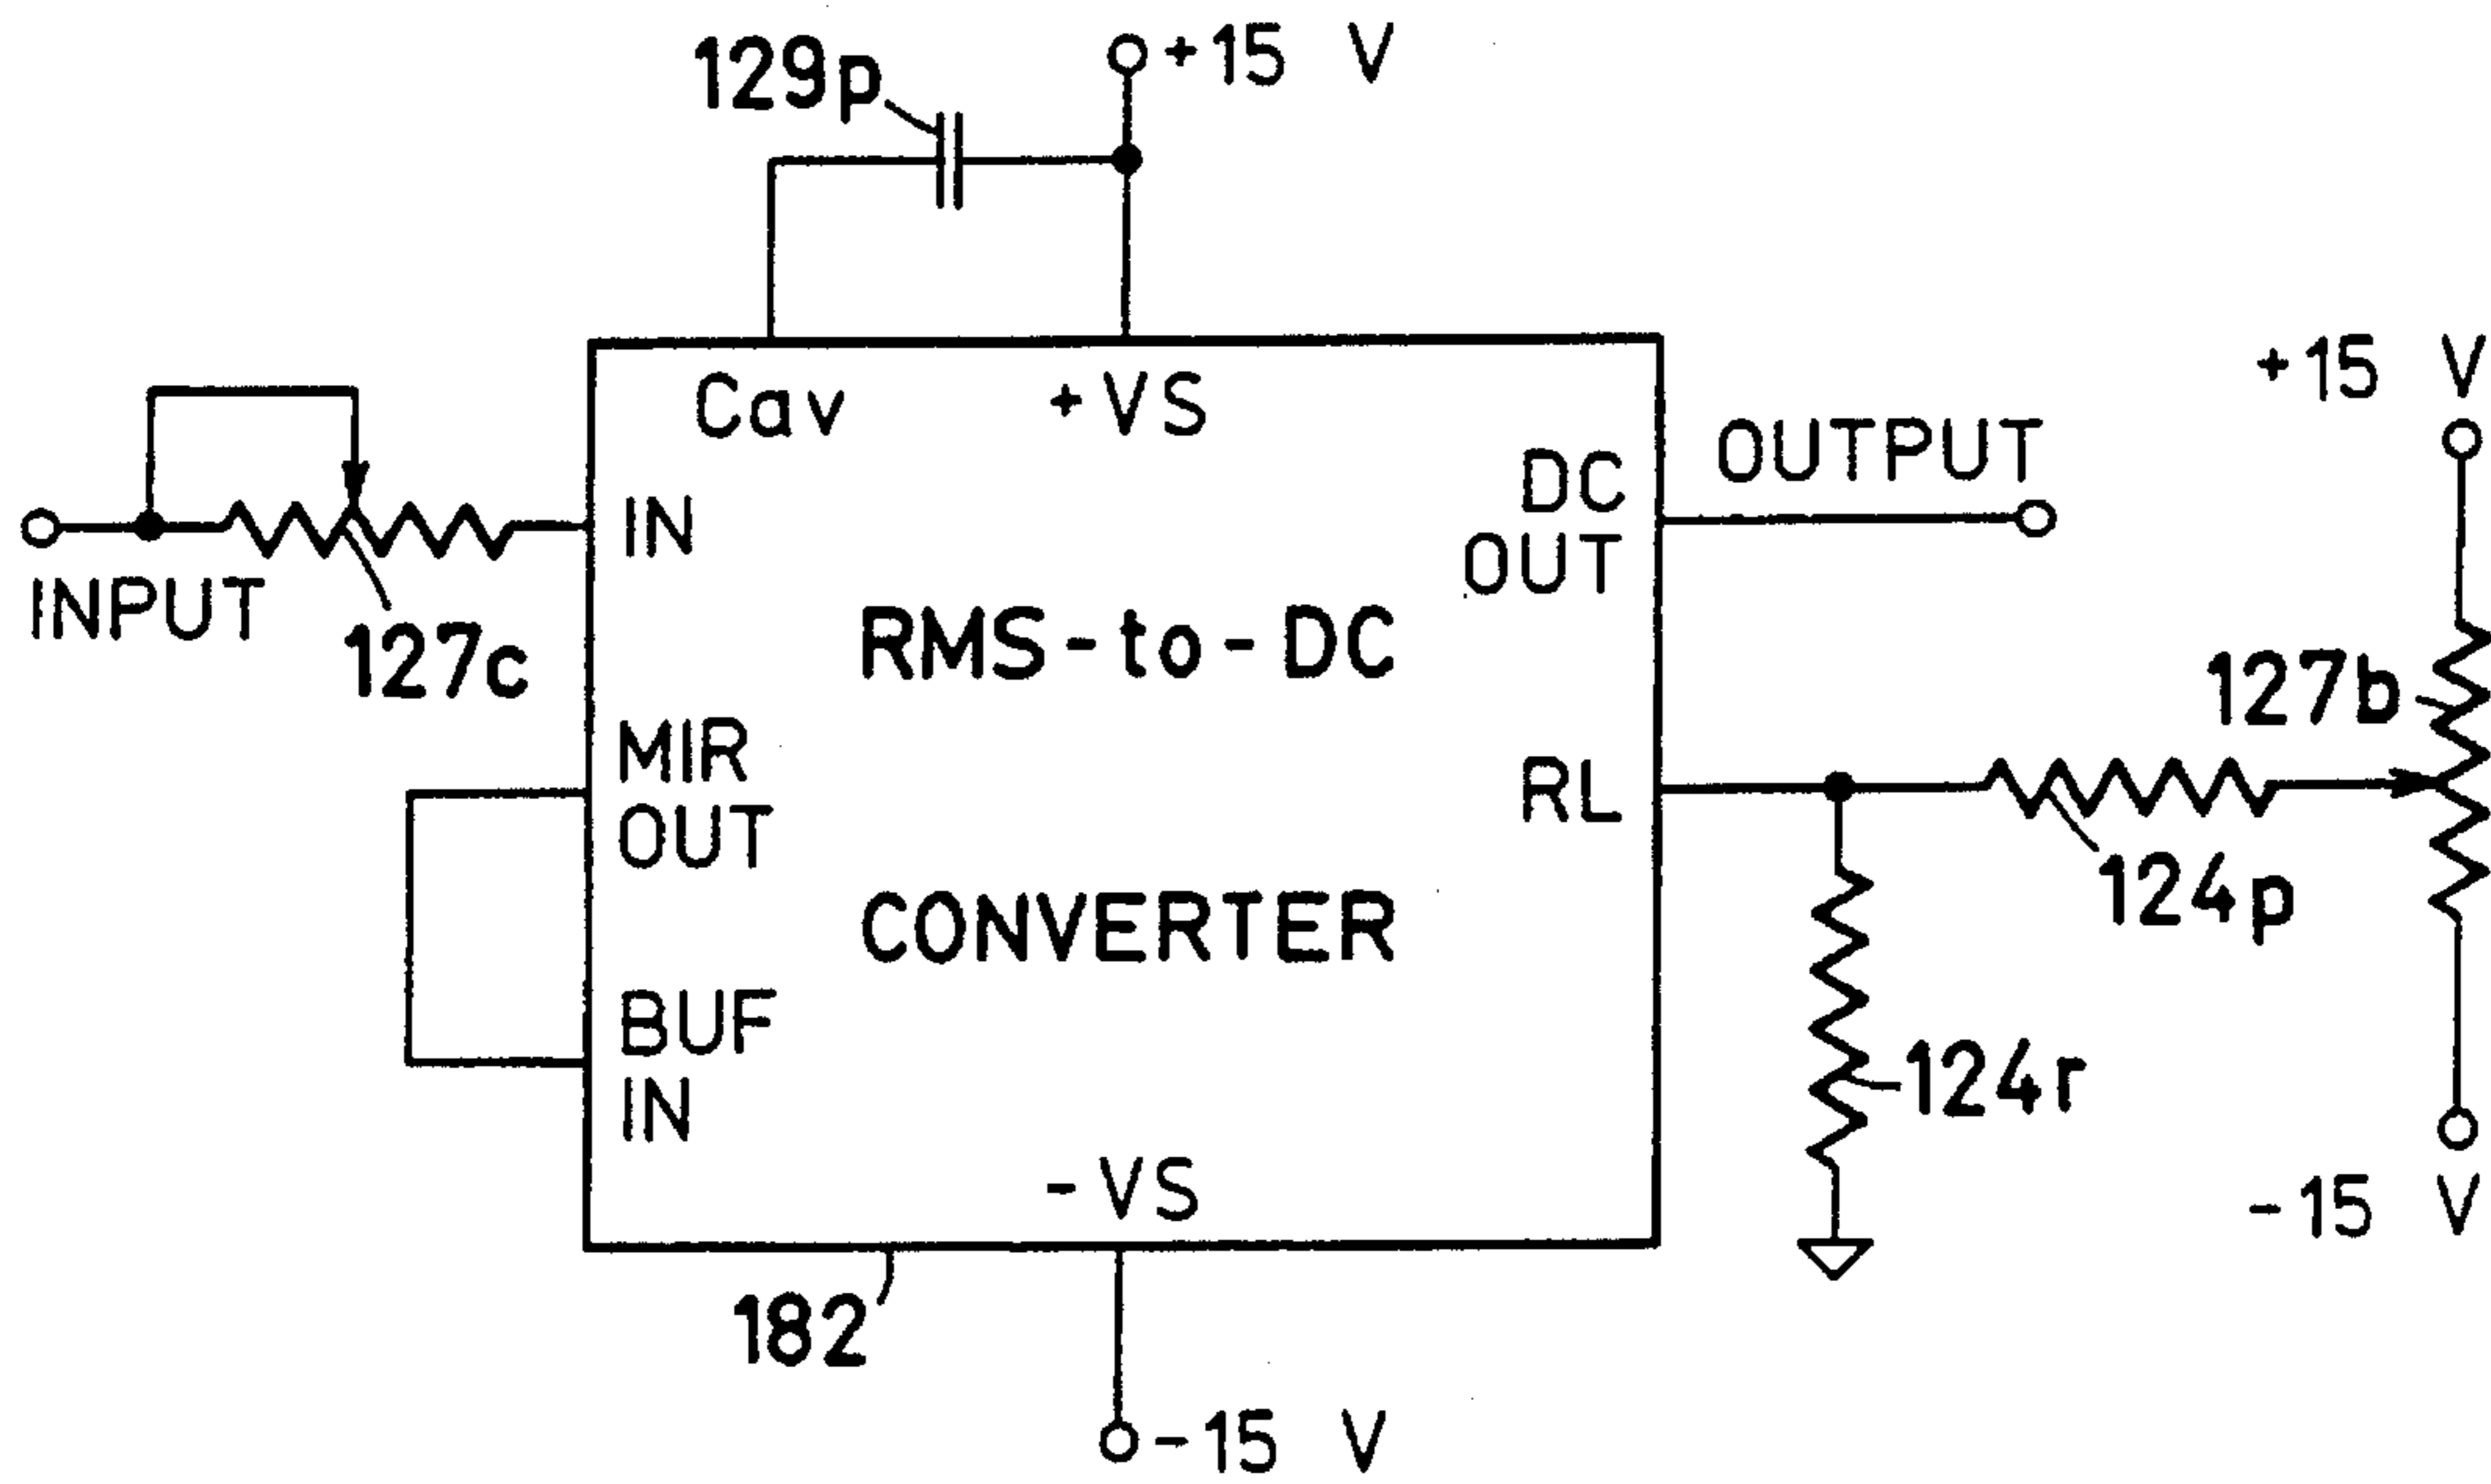 129p
+15 V
Cav
+VS
+15 V
IN
DC
OUT
OUTPUT
INPUT
127c
RMS-to-DC
127b
MIR
OUT
RL
124p
CONVERTER
BUF
IN
124r
-VS
-15 V
182
-15 V